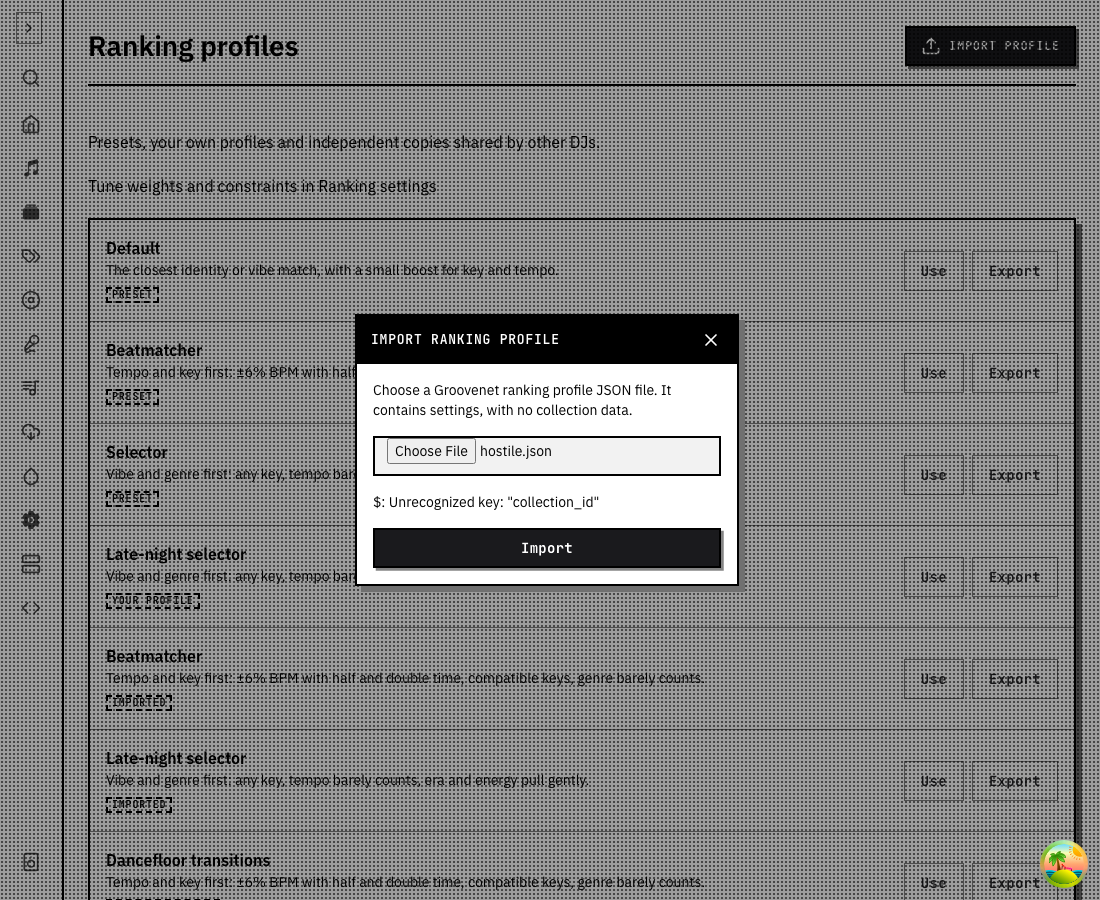 Ranking profiles
IMPORT PROFILE
Presets, your own profiles and independent copies shared by other DJs.
Tune weights and constraints in Ranking settings
Default
The closest identity or vibe match, with a small boost for key and tempo.
PRESET
Use
Export
Beatmatcher
Tempo and key first: ±6% BPM with half
PRESET
Use
Export
Selector
Vibe and genre first: any key, tempo bar
PRESET
Use
Export
Late-night selector
Vibe and genre first: any key, tempo bar
YOUR PROFILE
Use
Export
IMPORT RANKING PROFILE
Choose a Groovenet ranking profile JSON file. It
contains settings, with no collection data.
Choose File hostile.json
$: Unrecognized key: "collection_id"
Import
Beatmatcher
Tempo and key first: ±6% BPM with half and double time, compatible keys, genre barely counts.
IMPORTED
Use
Export
Late-night selector
Vibe and genre first: any key, tempo barely counts, era and energy pull gently.
IMPORTED
Use
Export
Dancefloor transitions
Tempo and key first: ±6% BPM with half and double time, compatible keys, genre barely counts.
Use
Export